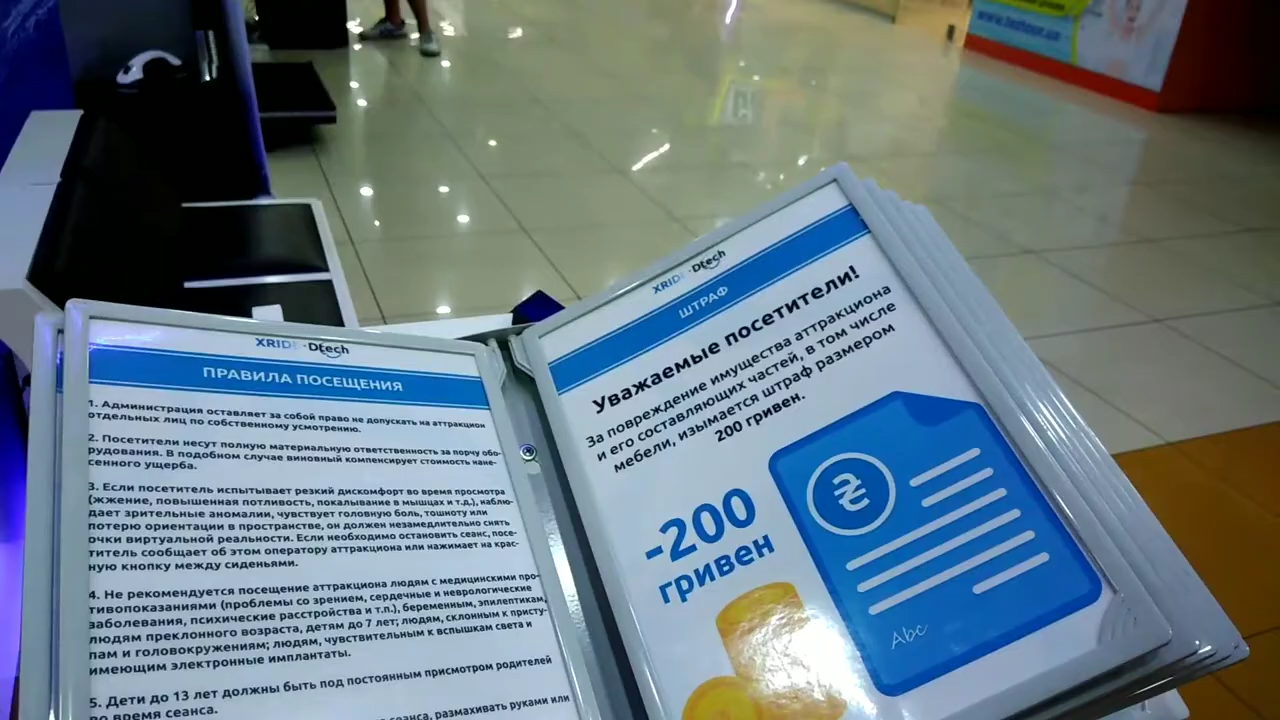 www.testsun.ua
XRIDE Dtech
ПРАВИЛА ПОСЕЩЕНИЯ
1. Администрация оставляет за собой право не допускать на аттракцион
отдельных лиц по собственному усмотрению.
2. Посетители несут полную материальную ответственность за порчу обо-
рудования. В подобном случае виновный компенсирует стоимость нане-
сенного ущерба.
3. Если посетитель испытывает резкий дискомфорт во время просмотра
(жжение, повышенная потливость, покалывание в мышцах и т.д.), наблю-
дает зрительные аномалии, чувствует головную боль, тошноту или
потерю ориентации в пространстве, он должен незамедлительно снять
очки виртуальной реальности. Если необходимо остановить сеанс, посе-
титель сообщает об этом оператору аттракциона или нажимает на крас-
ную кнопку между сиденьями.
4. Не рекомендуется посещение аттракциона людям с медицинскими про-
тивопоказаниями (проблемы со зрением, сердечные и неврологические
заболевания, психические расстройства и т.п.), беременным, эпилептикам,
людям преклонного возраста, детям до 7 лет; людям, склонным к присту-
пам и головокружениям; людям, чувствительным к вспышкам света и
имеющим электронные имплантаты.
5. Дети до 13 лет должны быть под постоянным присмотром родителей
во время сеанса.
сеанса, размахивать руками или
XRIDE Dtech
ШТРАФ
Уважаемые посетители!
За повреждение имущества аттракциона
и его составляющих частей, в том числе
мебели, изымается штраф размером
200 гривен.
-200
гривен
₴
Abc